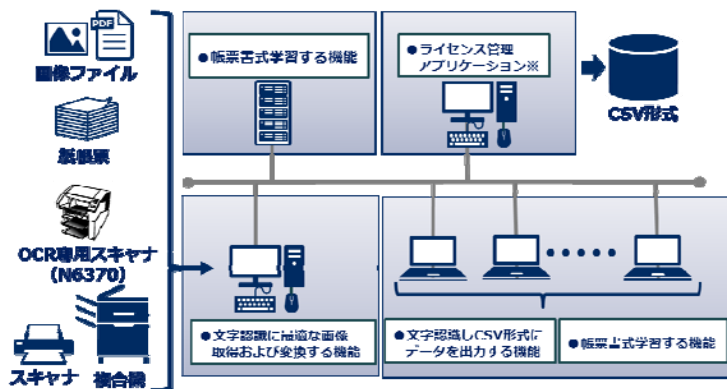 PDF
画像ファイル
紙帳票
OCR専用スキャナ
(N6370)
スキャナ
複合機
●帳票書式学習する機能
●ライセンス管理
アプリケーション※
CSV形式
●文字認識に最適な画像
取得および変換する機能
●文字認識しCSV形式に
データを出力する機能
●帳票書式学習する機能